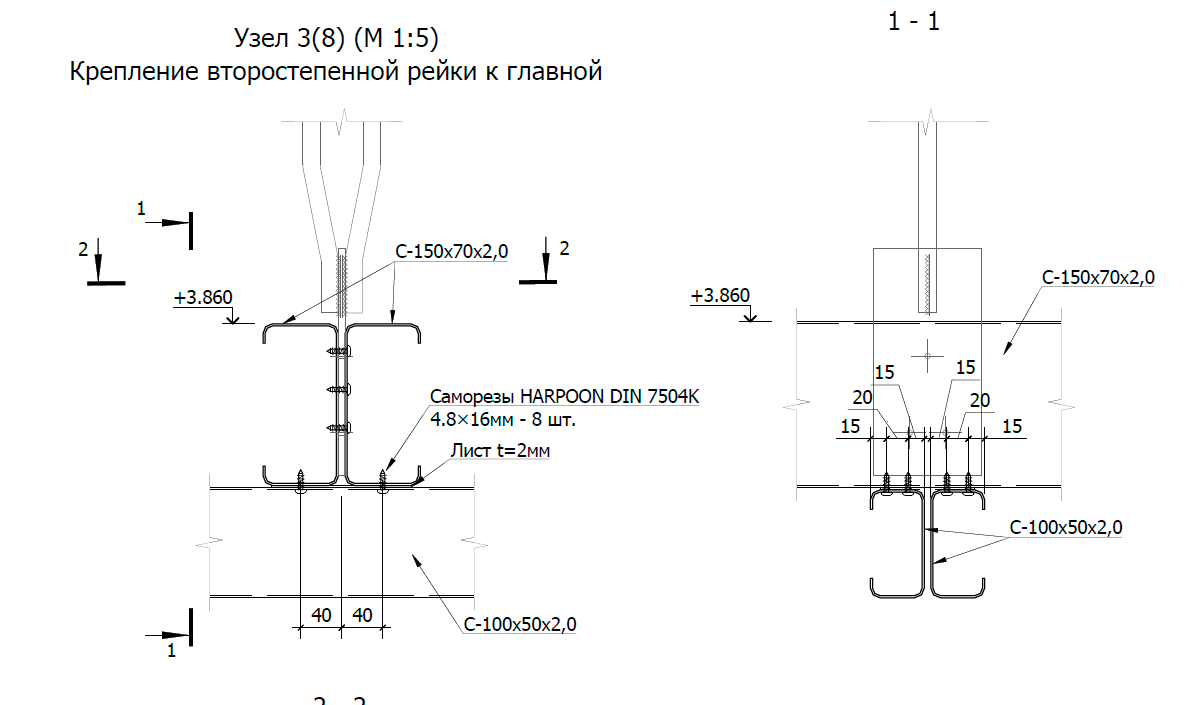 Узел 3(8) (М 1:5)
Крепление второстепенной рейки к главной
1
2
2
С-150х70х2,0
+3.860
Саморезы HARPOON DIN 7504K
4.8×16мм - 8 шт.
Лист t=2мм
40
40
С-100х50х2,0
1
1 - 1
С-150х70х2,0
+3.860
15
15
20
20
15
15
С-100х50х2,0